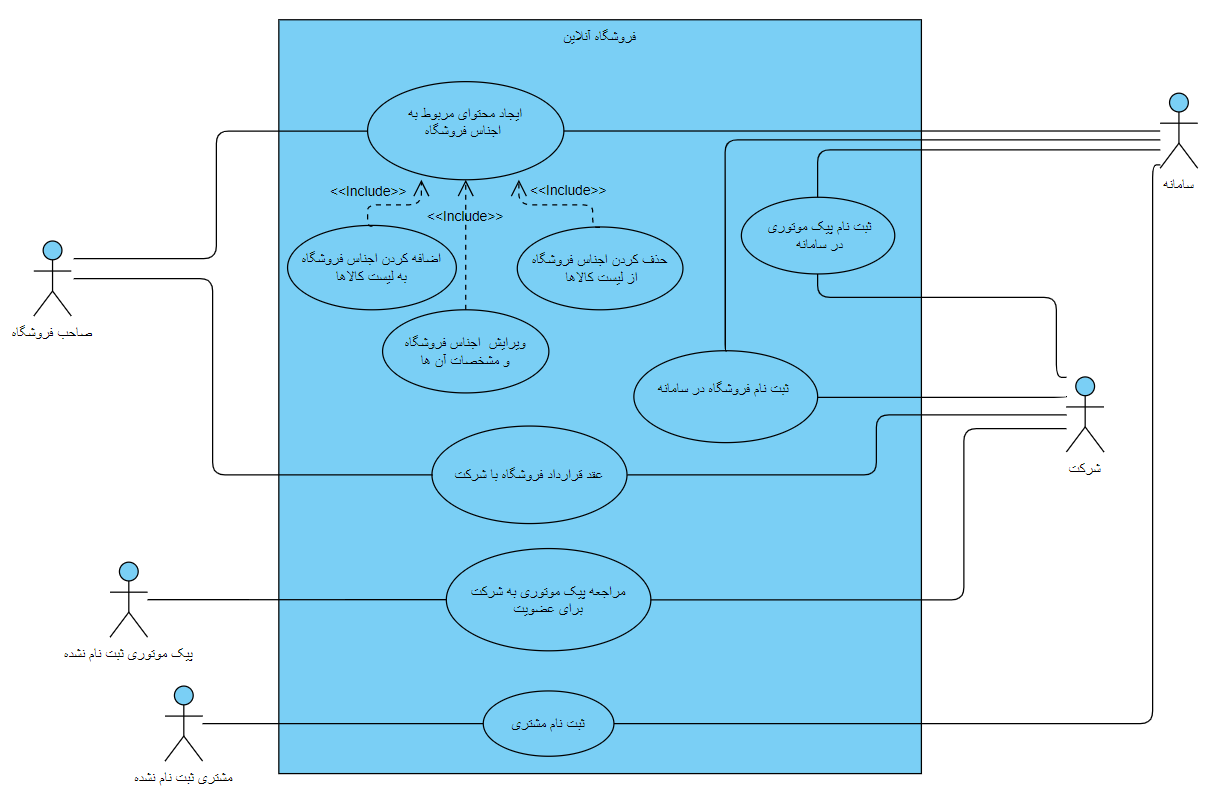 فروشگاه آنلاین
ایجاد محتوای مربوط به
اجناس فروشگاه
سامانه
<<Include>>
<<Include>>
<<Include>>
ثبت نام پیک موتوری
در سامانه
اضافه کردن اجناس فروشگاه
به لیست کالاها
حذف کردن اجناس فروشگاه
از لیست کالاها
صاحب فروشگاه
ویرایش اجناس فروشگاه
و مشخصات آن ها
ثبت نام فروشگاه در سامانه
شرکت
عقد قرارداد فروشگاه با شرکت
مراجعه پیک موتوری به شرکت
برای عضویت
پیک موتوری ثبت نام نشده
ثبت نام مشتری
مشتری ثبت نام نشده